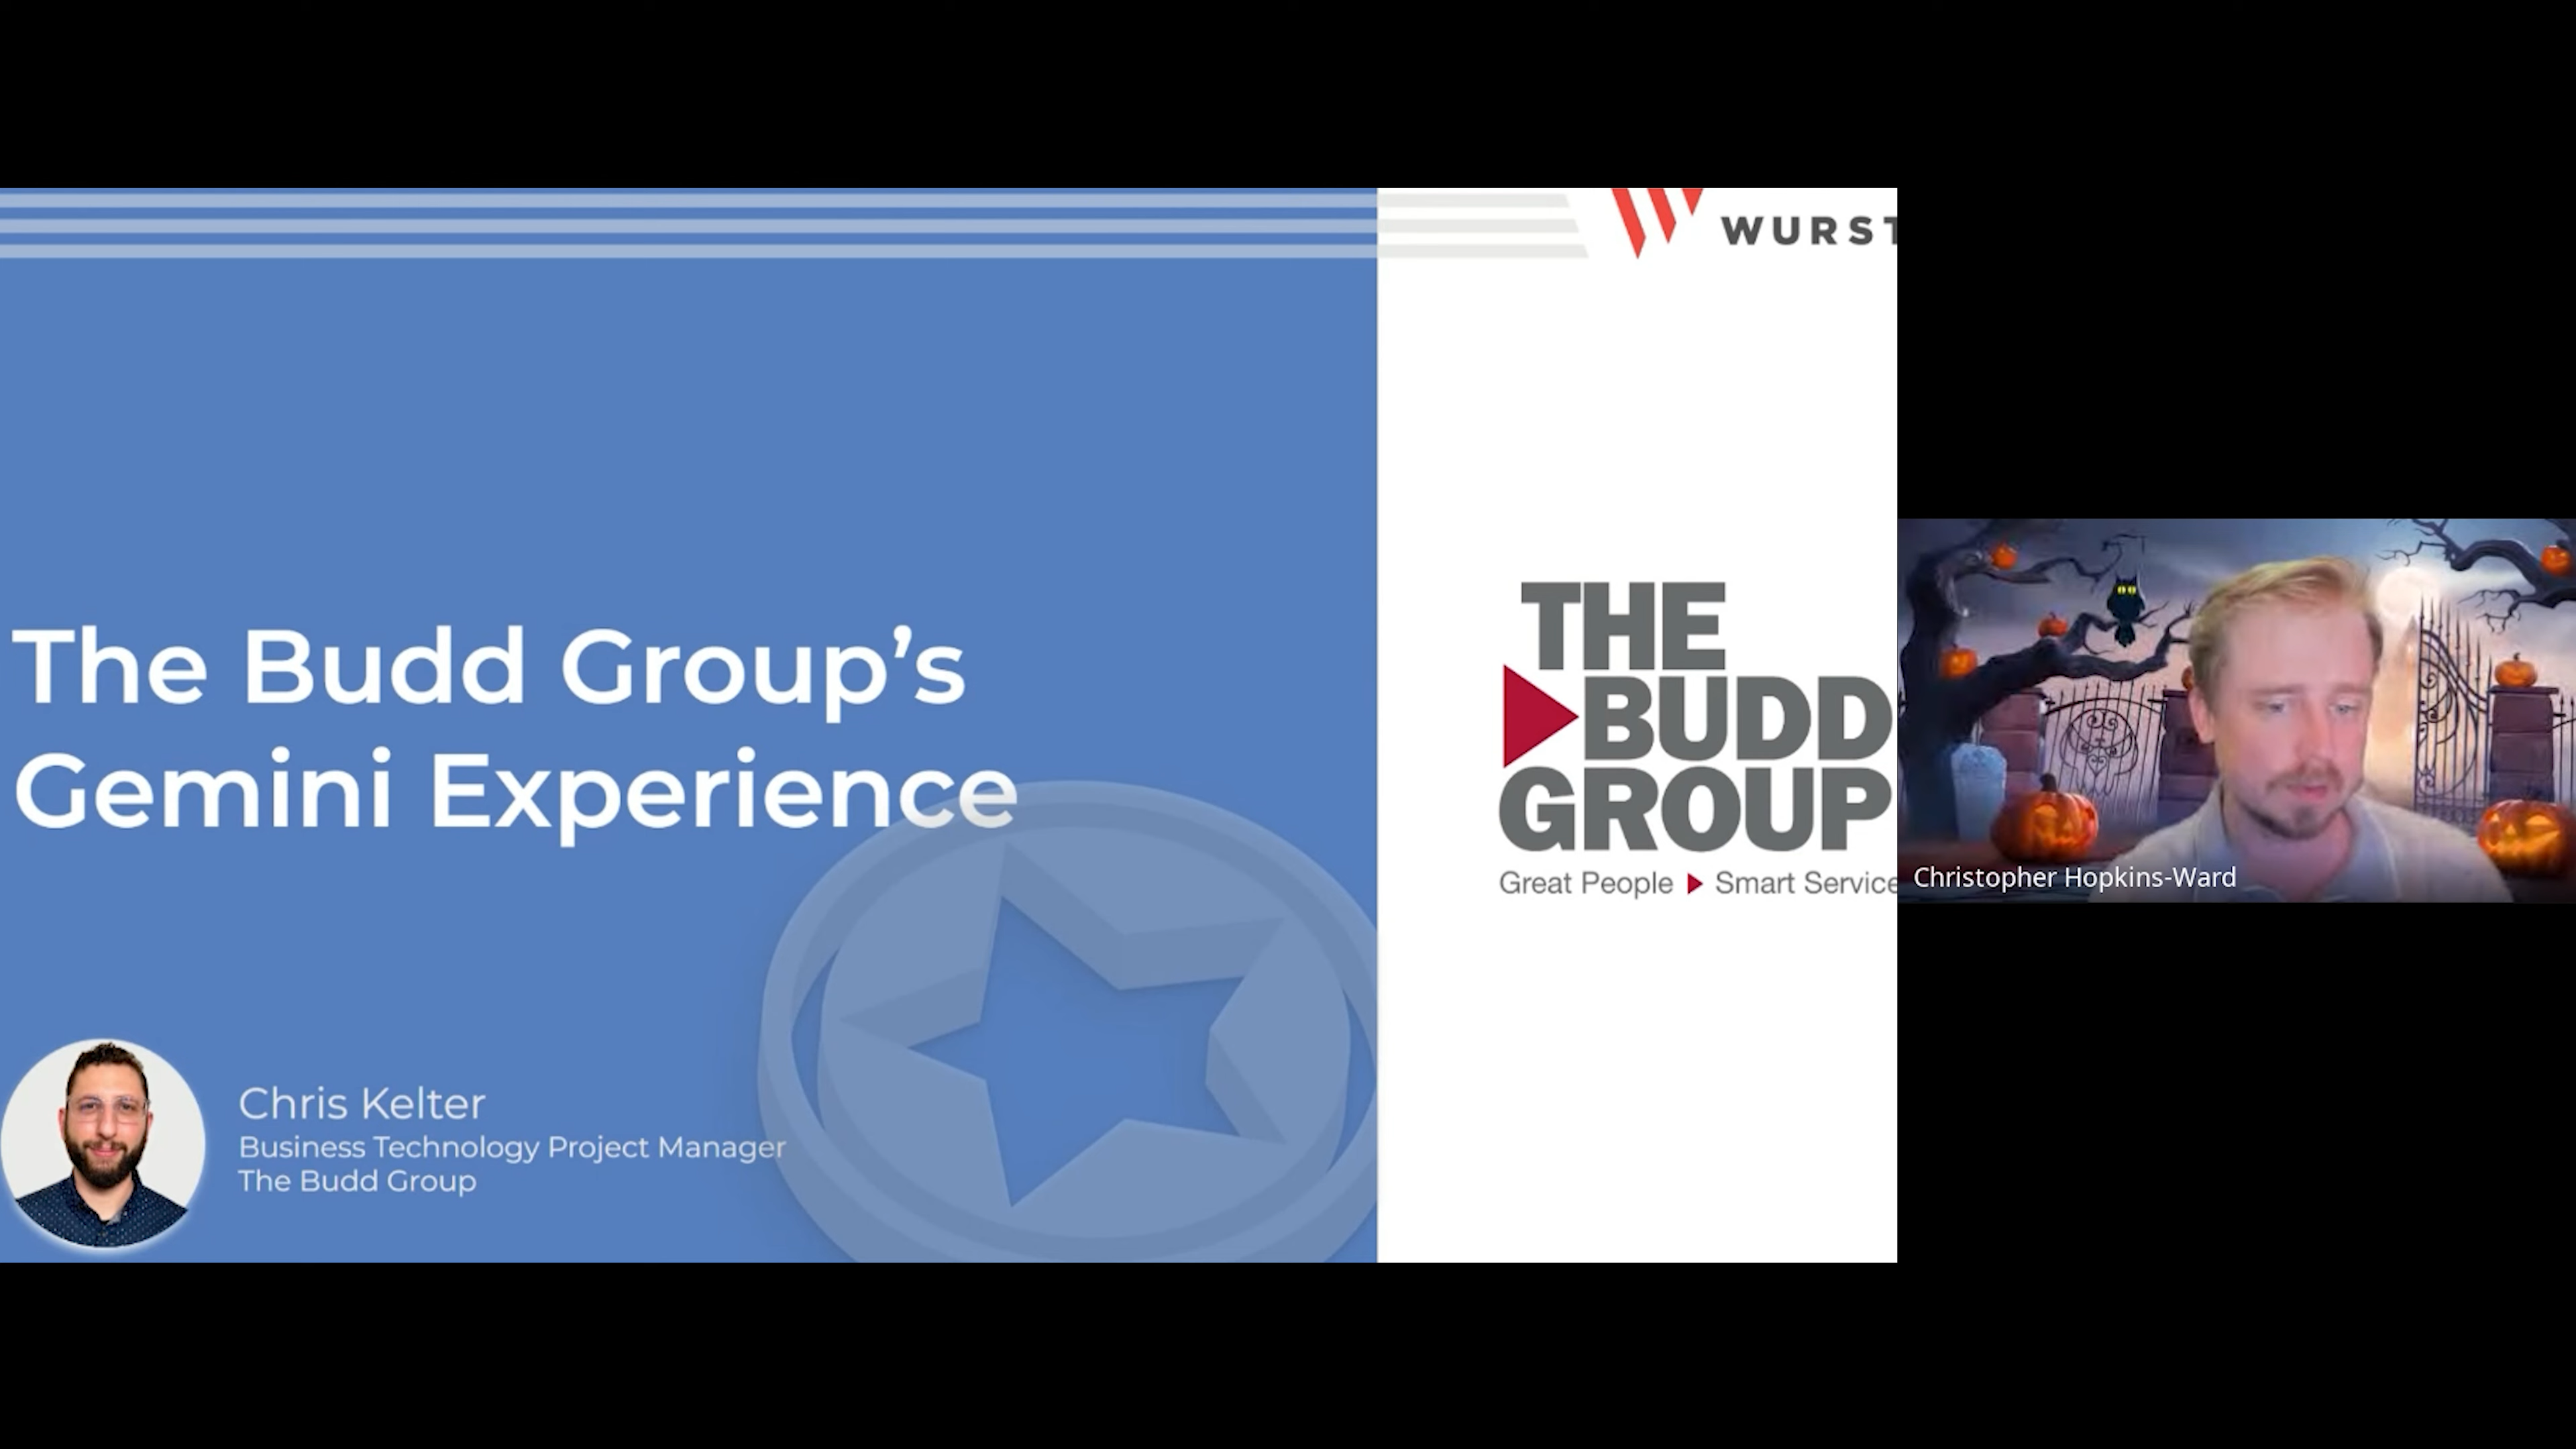 WURST
The Budd Group’s
Gemini Experience
THE
BUDD
GROUP
Great People Smart Service
Christopher Hopkins-Ward
Chris Kelter
Business Technology Project Manager
The Budd Group